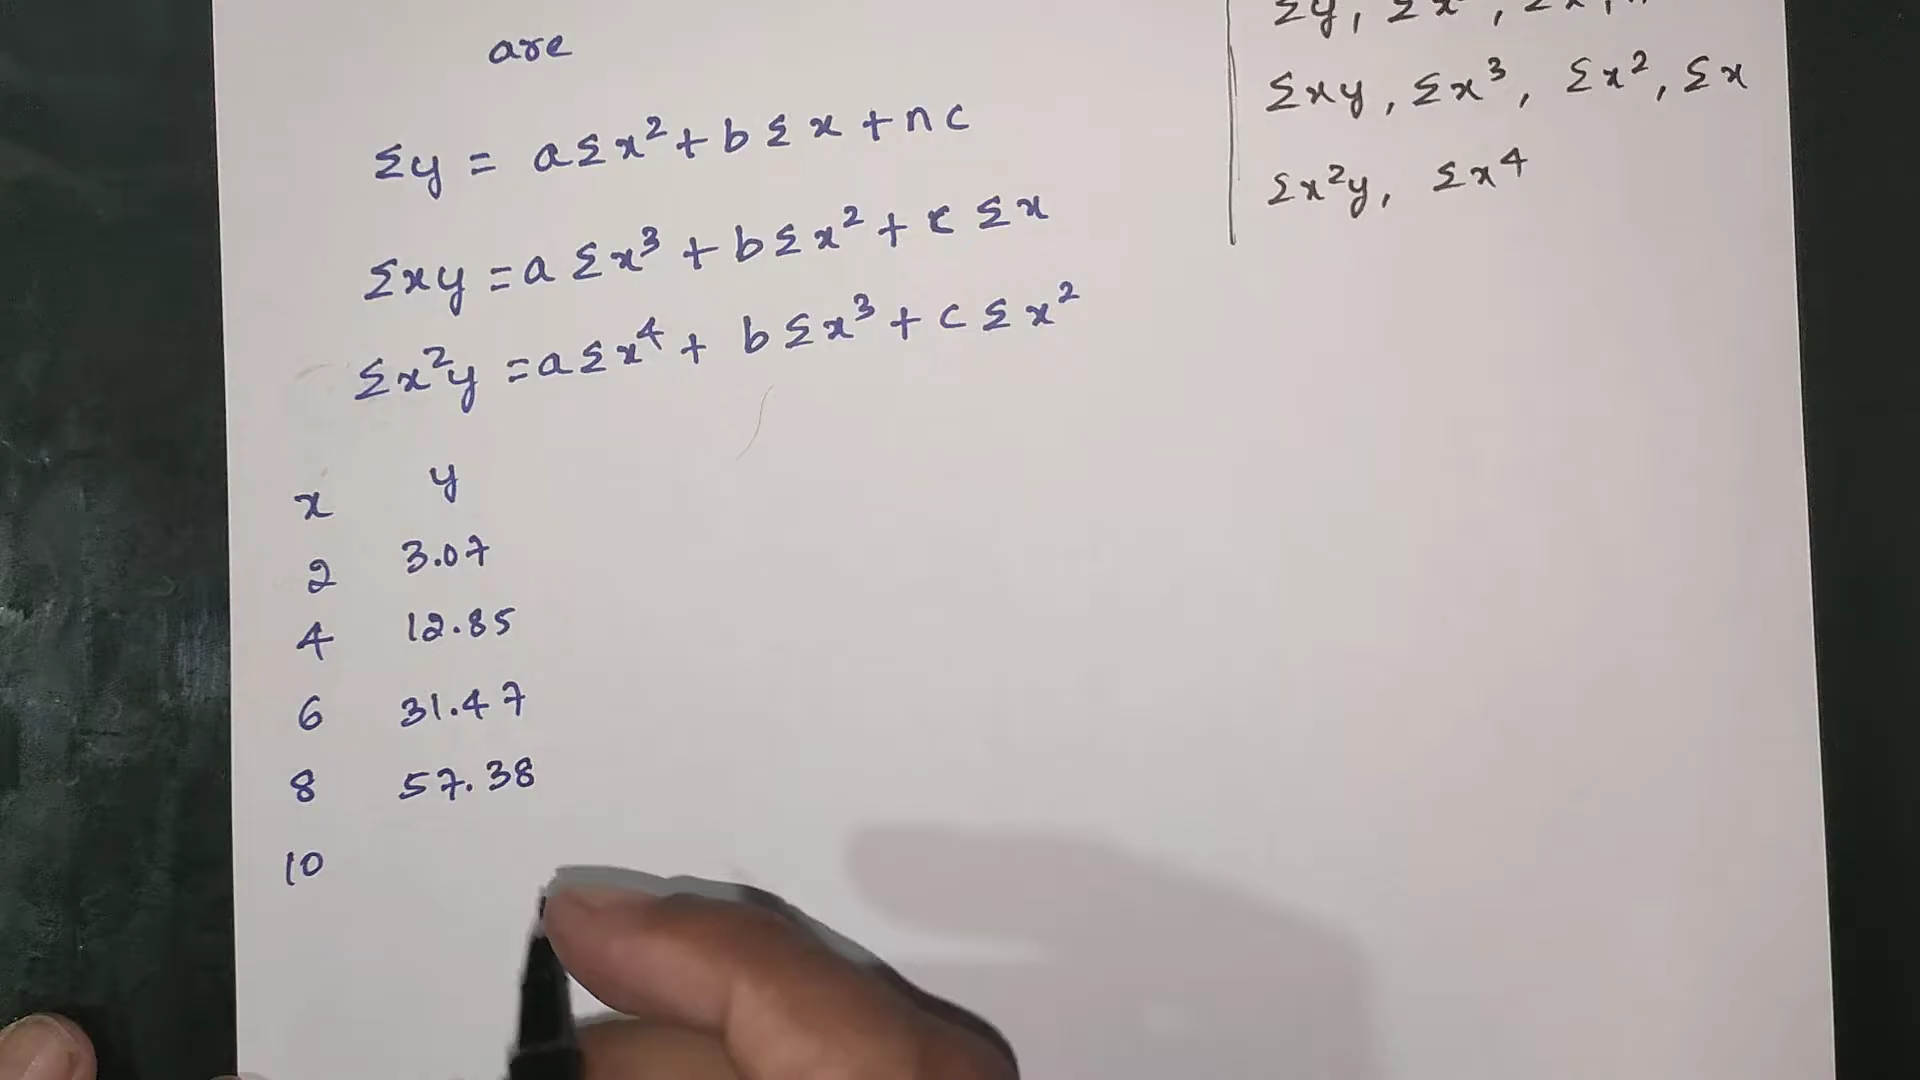 are
Σy = aΣx²+bΣx+nc
Σxy = aΣx³ + bΣx² + cΣx
Σx²y = aΣx⁴ + bΣx³ + cΣx²
Σxy, Σx³, Σx², Σx
Σx²y, Σx⁴
x y
2 3.07
4 12.85
6 31.47
8 57.38
10